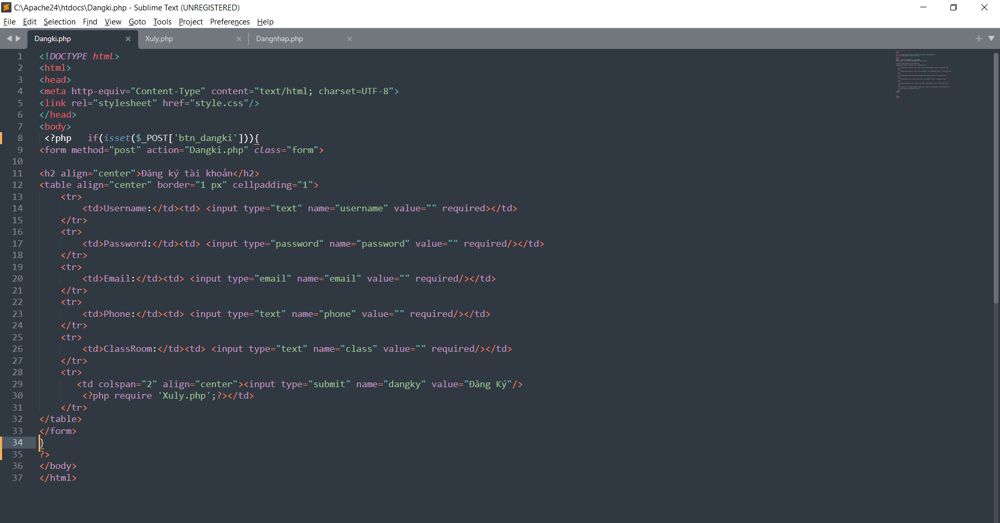 C:\Apache24\htdocs\Dangki.php - Sublime Text (UNREGISTERED)
File Edit Selection Find View Goto Tools Project Preferences Help
Dangki.php Xuly.php Dangnhap.php
1 <!DOCTYPE html>
2 <html>
3 <head>
4 <meta http-equiv="Content-Type" content="text/html; charset=UTF-8">
5 <link rel="stylesheet" href="style.css"/>
6 </head>
7 <body>
8 <?php   if(isset($_POST['btn_dangki'])){
9 <form method="post" action="Dangki.php" class="form">
10
11 <h2 align="center">Đăng ký tài khoản</h2>
12 <table align="center" border="1 px" cellpadding="1">
13 <tr>
14 <td>Username:</td><td> <input type="text" name="username" value="" required></td>
15 </tr>
16 <tr>
17 <td>Password:</td><td> <input type="password" name="password" value="" required/></td>
18 </tr>
19 <tr>
20 <td>Email:</td><td> <input type="email" name="email" value="" required/></td>
21 </tr>
22 <tr>
23 <td>Phone:</td><td> <input type="text" name="phone" value="" required/></td>
24 </tr>
25 <tr>
26 <td>ClassRoom:</td><td> <input type="text" name="class" value="" required/></td>
27 </tr>
28 <tr>
29 <td colspan="2" align="center"><input type="submit" name="dangky" value="Đăng Ký"/>
30 <?php require 'Xuly.php';?></td>
31 </tr>
32 </table>
33 </form>
34 }
35 ?>
36 </body>
37 </html>